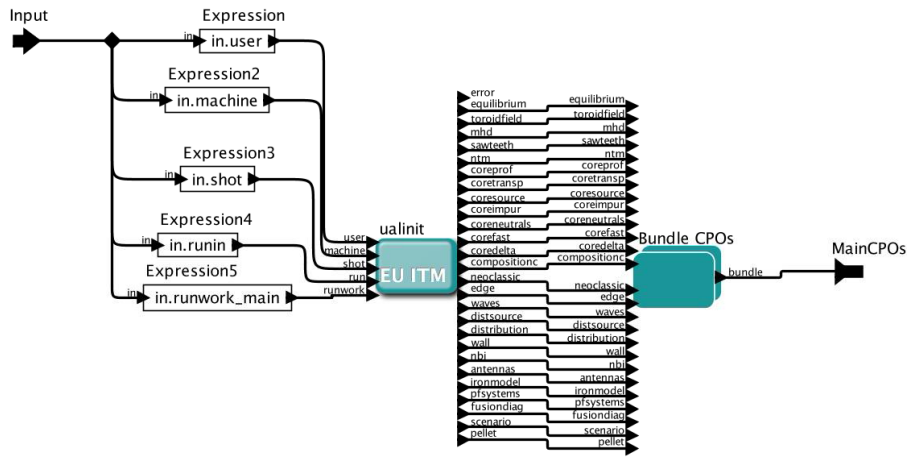 Input
Expression
in
in.user
Expression2
in
in.machine
Expression3
in
in.shot
Expression4
in
in.runin
Expression5
in
in.runwork_main
ualinit
user
machine
shot
run
runwork
EU ITM
error
equilibrium
toroidfield
mhd
sawteeth
ntm
coreprof
coretransp
coresource
coreimpur
coreneutrals
corefast
coredelta
compositionc
neoclassic
edge
waves
distsource
distribution
wall
nbi
antennas
ironmodel
pfsystems
fusiondiag
scenario
pellet
equilibrium
toroidfield
mhd
sawteeth
ntm
coreprof
coretransp
coresource
coreimpur
coreneutrals
corefast
coredelta
Bundle CPOs
compositionc
neoclassic
edge
waves
distsource
distribution
wall
nbi
antennas
ironmodel
pfsystems
fusiondiag
scenario
pellet
bundle
MainCPOs